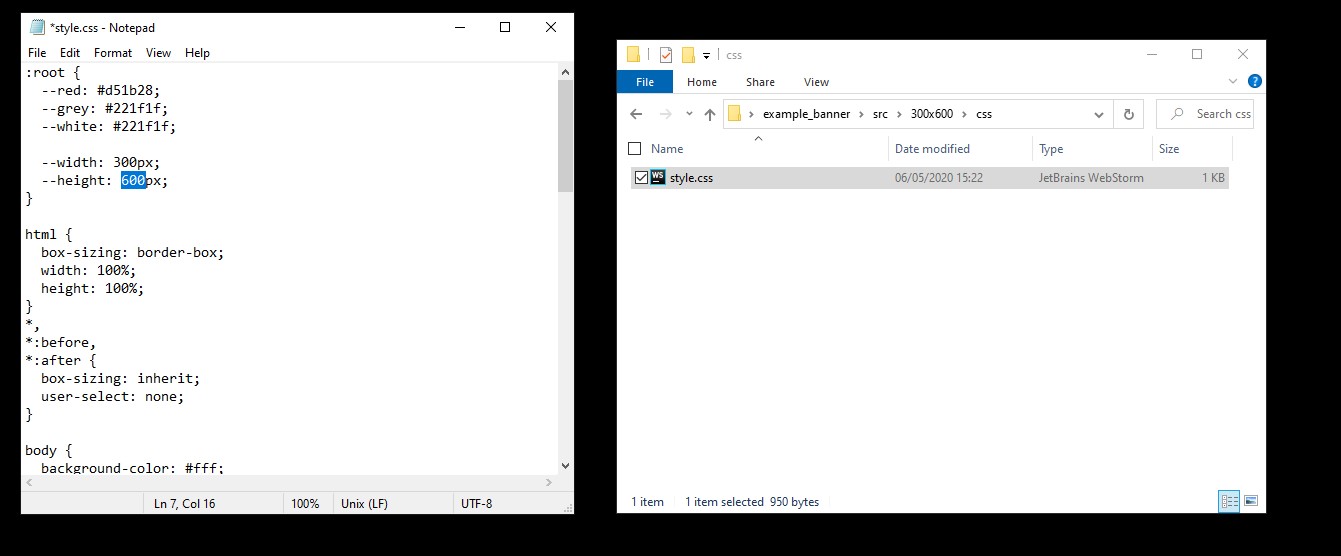 *style.css - Notepad
File Edit Format View Help
:root {
  --red: #d51b28;
  --grey: #221f1f;
  --white: #221f1f;

  --width: 300px;
  --height: 600px;
}

html {
  box-sizing: border-box;
  width: 100%;
  height: 100%;
}
*,
*:before,
*:after {
  box-sizing: inherit;
  user-select: none;
}

body {
  background-color: #fff;
Ln 7, Col 16 100% Unix (LF) UTF-8
css
File Home Share View
example_banner > src > 300x600 > css Search css
Name Date modified Type Size
WS style.css 06/05/2020 15:22 JetBrains WebStorm 1 KB
1 item 1 item selected 950 bytes